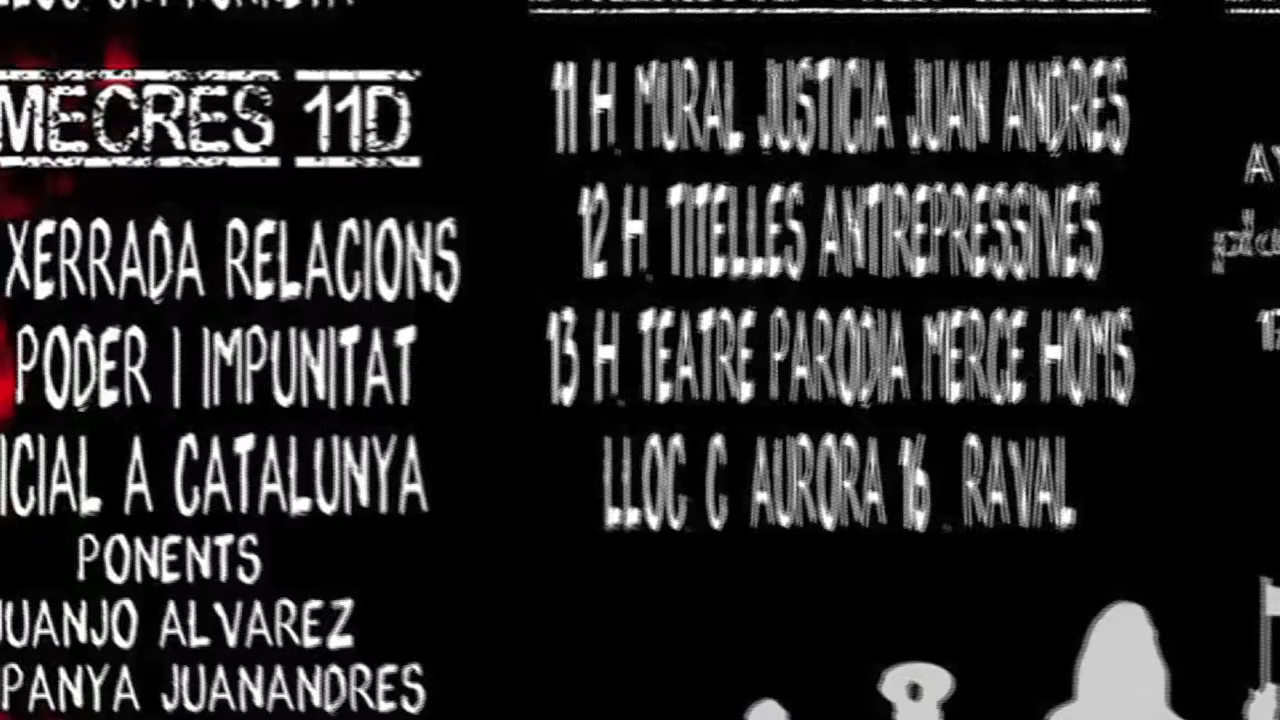 MECRES 11D
XERRADA RELACIONS
PODER I IMPUNITAT
ICIAL A CATALUNYA
PONENTS
JUANJO ALVAREZ
PANYA JUANANDRES
11 H. MURAL JUSTICIA JUAN ANDRES
12 H. TITELLES ANTIREPRESSIVES
13 H. TEATRE PARODIA MERCE HOMS
LLOC C. AURORA 16. RAVAL